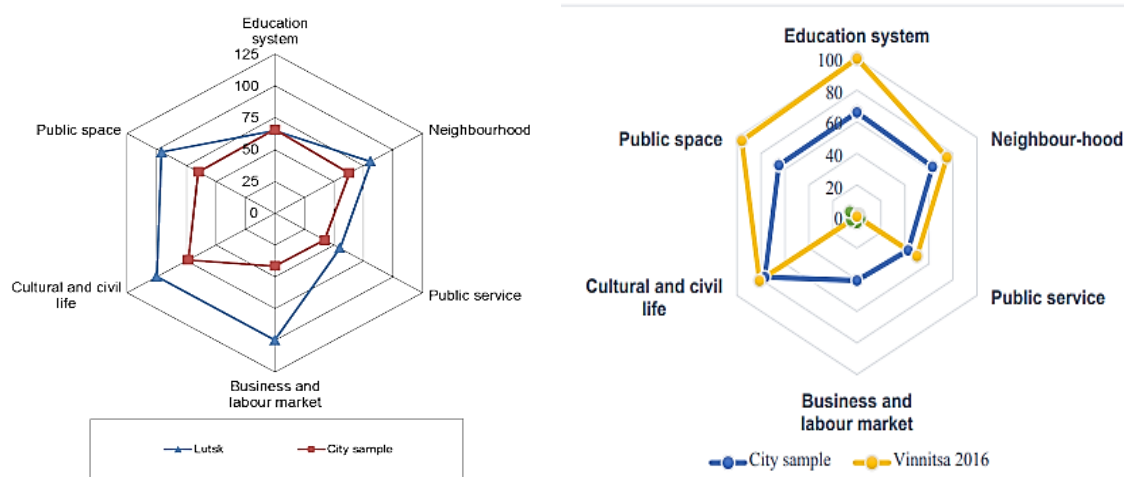 Education
system
125
100
75
50
25
0
Public space
Neighbourhood
Cultural and civil
life
Public service
Business and
labour market
Lutsk
City sample
Education system
100
80
60
40
20
0
Public space
Neighbour-hood
Cultural and civil
life
Public service
Business and
labour market
City sample
Vinnitsa 2016